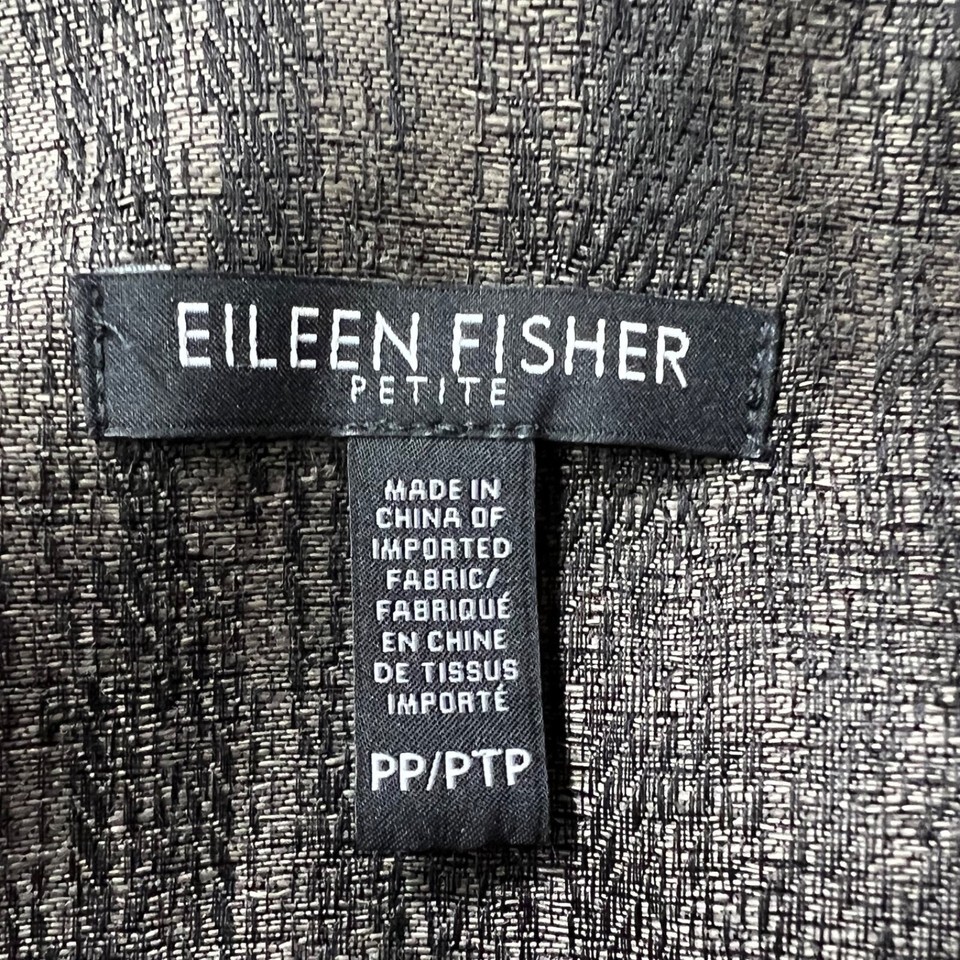 EILEEN FISHER
PETITE
MADE IN
CHINA OF
IMPORTED
FABRIC/
FABRIQUÉ
EN CHINE
DE TISSUS
IMPORTÉ
PP/PTP